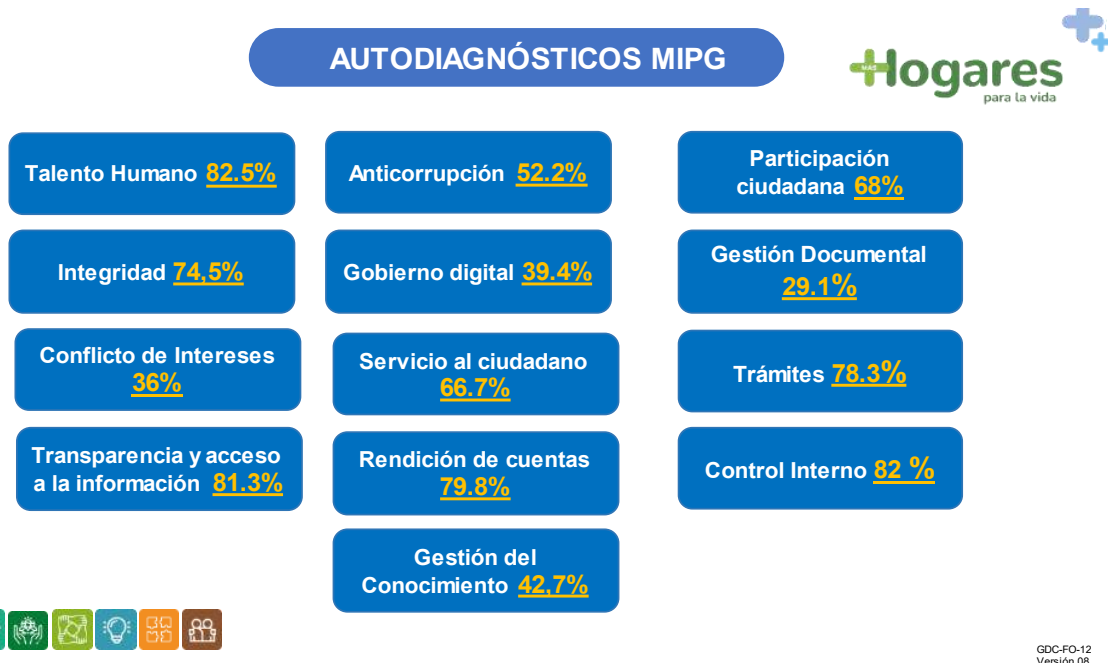 AUTODIAGNÓSTICOS MIPG
MÁS
Hogares
para la vida
Talento Humano 82.5%
Integridad 74,5%
Conflicto de Intereses
36%
Transparencia y acceso
a la información 81.3%
Anticorrupción 52.2%
Gobierno digital 39.4%
Servicio al ciudadano
66.7%
Rendición de cuentas
79.8%
Gestión del
Conocimiento 42,7%
Participación
ciudadana 68%
Gestión Documental
29.1%
Trámites 78.3%
Control Interno 82 %
GDC-FO-12
Versión 08